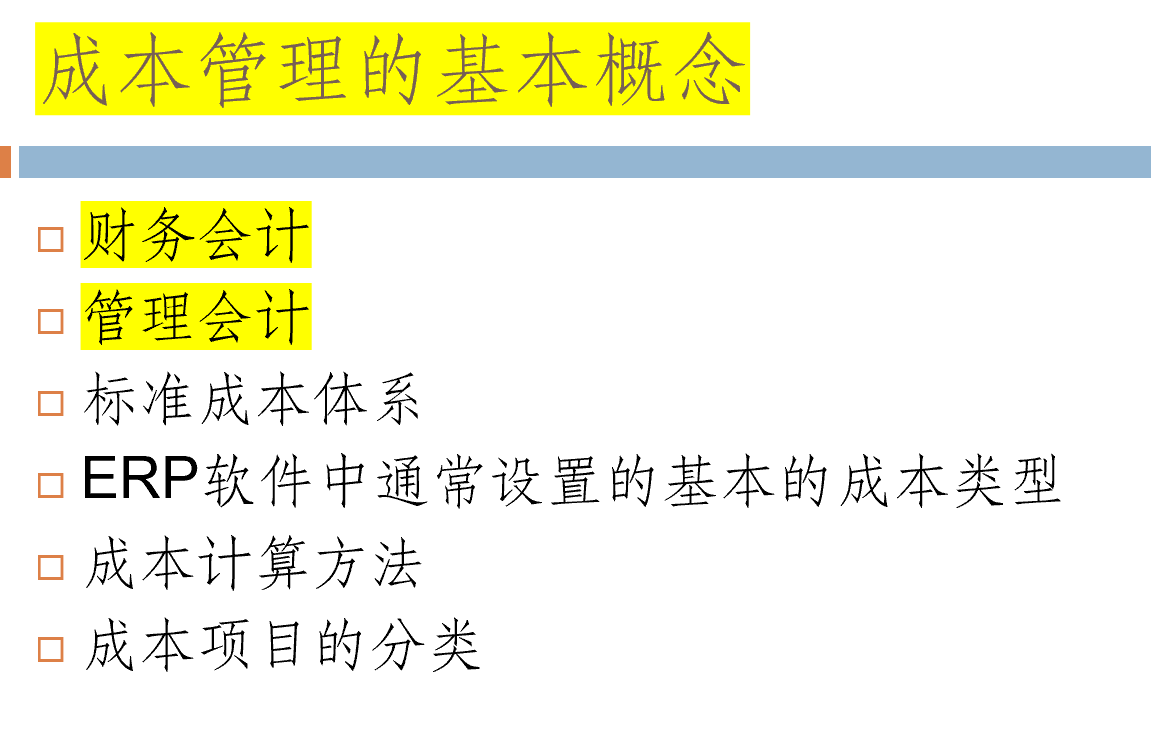 成本管理的基本概念
财务会计
管理会计
标准成本体系
ERP软件中通常设置的基本的成本类型
成本计算方法
成本项目的分类